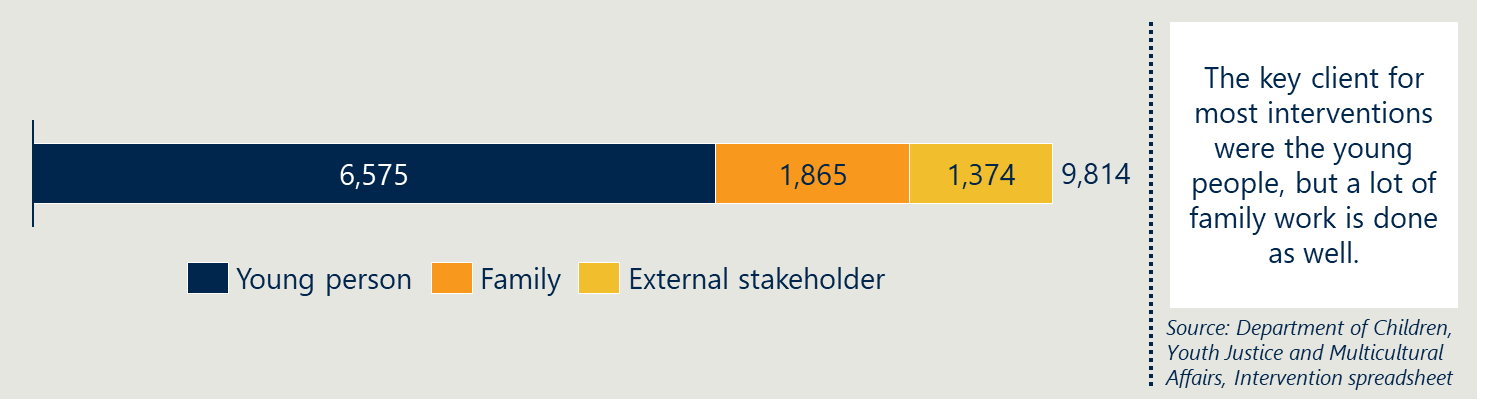 6,575 1,865 1,374 9,814
Young person Family External stakeholder
The key client for
most interventions
were the young
people, but a lot of
family work is done
as well.
Source: Department of Children,
Youth Justice and Multicultural
Affairs, Intervention spreadsheet